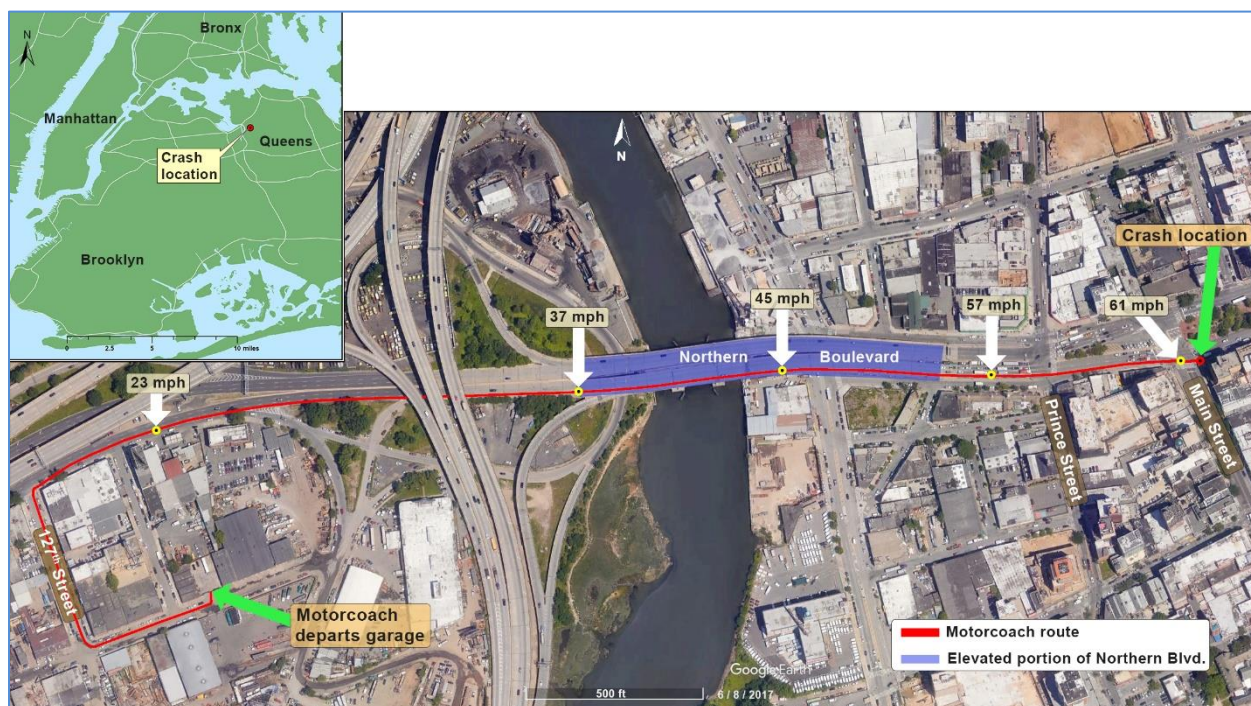 N
Bronx
Manhattan
Queens
Crash
location
Brooklyn
0 2.5 5 10 miles
N
Crash location
23 mph
37 mph
45 mph
57 mph
61 mph
Northern Boulevard
Prince Street
Main Street
127th Street
Motorcoach
departs garage
Motorcoach route
Elevated portion of Northern Blvd.
Google Earth
500 ft
6 / 8 / 2017